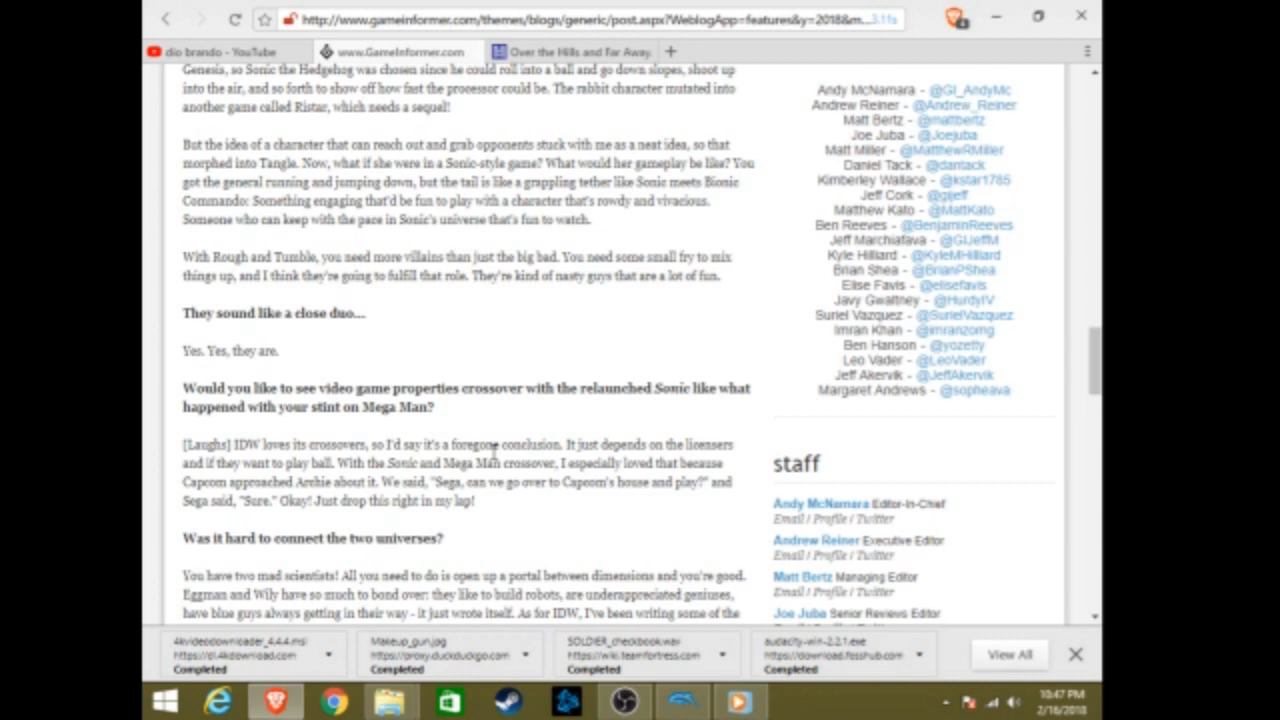 http://www.gameinformer.com/themes/blogs/generic/post.aspx?WeblogApp=features&y=2018&m... 3.11s
4
dio brando - YouTube
www.GameInformer.com
Over the Hills and Far Away.
Genesis, so Sonic the Hedgehog was chosen since he could roll into a ball and go down slopes, shoot up
into the air, and so forth to show off how fast the processor could be. The rabbit character mutated into
another game called Ristar, which needs a sequel!
But the idea of a character that can reach out and grab opponents stuck with me as a neat idea, so that
morphed into Tangle. Now, what if she were in a Sonic-style game? What would her gameplay be like? You
got the general running and jumping down, but the tail is like a grappling tether like Sonic meets Bionic
Commando: Something engaging that'd be fun to play with a character that's rowdy and vivacious.
Someone who can keep with the pace in Sonic's universe that's fun to watch.
With Rough and Tumble, you need more villains than just the big bad. You need some small fry to mix
things up, and I think they're going to fulfill that role. They're kind of nasty guys that are a lot of fun.
They sound like a close duo...
Yes. Yes, they are.
Would you like to see video game properties crossover with the relaunched Sonic like what
happened with your stint on Mega Man?
[Laughs] IDW loves its crossovers, so I'd say it's a foregone conclusion. It just depends on the licensers
and if they want to play ball. With the Sonic and Mega Man crossover, I especially loved that because
Capcom approached Archie about it. We said, "Sega, can we go over to Capcom's house and play?" and
Sega said, "Sure." Okay! Just drop this right in my lap!
Was it hard to connect the two universes?
You have two mad scientists! All you need to do is open up a portal between dimensions and you're good.
Eggman and Wily have so much to bond over: they like to build robots, are underappreciated geniuses,
have blue guys always getting in their way - it just wrote itself. As for IDW, I've been writing some of the
Andy McNamara - @GI_AndyMc
Andrew Reiner - @Andrew_Reiner
Matt Bertz - @mattbertz
Joe Juba - @Joejuba
Matt Miller - @MatthewRMiller
Daniel Tack - @dantack
Kimberley Wallace - @kstar1785
Jeff Cork - @gijeff
Matthew Kato - @MattKato
Ben Reeves - @BenjaminReeves
Jeff Marchiafava - @GIJeffM
Kyle Hilliard - @KyleMHilliard
Brian Shea - @BrianPShea
Elise Favis - @elisefavis
Javy Gwaltney - @HurdyIV
Suriel Vazquez - @SurielVazquez
Imran Khan - @imranzomg
Ben Hanson - @yozetty
Leo Vader - @LeoVader
Jeff Akervik - @JeffAkervik
Margaret Andrews - @sopheava
staff
Andy McNamara Editor-in-Chief
Email / Profile / Twitter
Andrew Reiner Executive Editor
Email / Profile / Twitter
Matt Bertz Managing Editor
Email / Profile / Twitter
Joe Juba Senior Reviews Editor
4kvideodownloader_4.4.4.msi
https://dl.4kdownload.com
Completed
Makeup_gun.jpg
https://proxy.duckduckgo.com
Completed
SOLDIER_checkbook.wav
https://wiki.teamfortress.com
Completed
audacity-win-2.2.1.exe
https://download.fosshub.com
Completed
View All
10:47 PM
2/16/2018